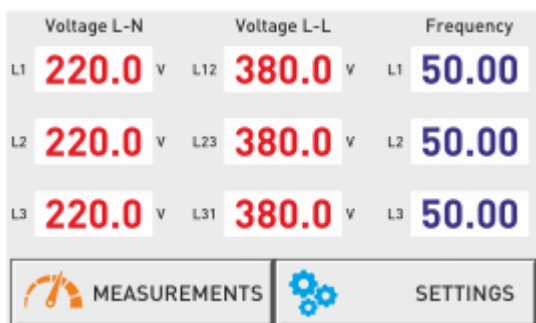 Voltage L-N Voltage L-L Frequency
L1 220.0 V L12 380.0 V L1 50.00
L2 220.0 V L23 380.0 V L2 50.00
L3 220.0 V L31 380.0 V L3 50.00
MEASUREMENTS SETTINGS